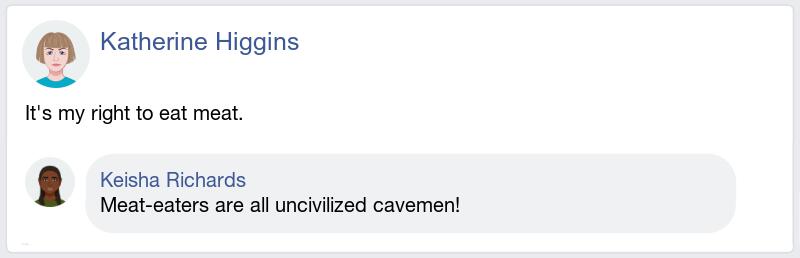 Katherine Higgins
It's my right to eat meat.
Keisha Richards
Meat-eaters are all uncivilized cavemen!